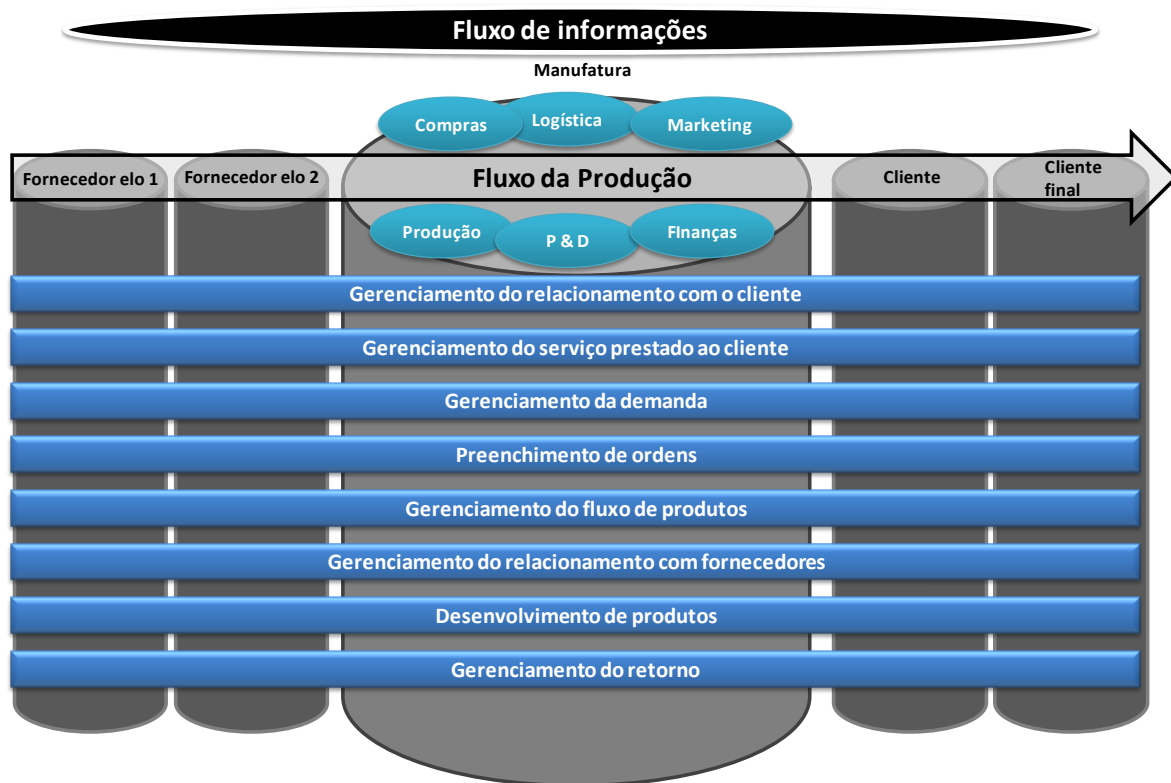 Fluxo de informações
Manufatura
Compras
Logística
Marketing
Fornecedor elo 1
Fornecedor elo 2
Fluxo da Produção
Cliente
Cliente
final
Produção
P & D
FInanças
Gerenciamento do relacionamento com o cliente
Gerenciamento do serviço prestado ao cliente
Gerenciamento da demanda
Preenchimento de ordens
Gerenciamento do fluxo de produtos
Gerenciamento do relacionamento com fornecedores
Desenvolvimento de produtos
Gerenciamento do retorno